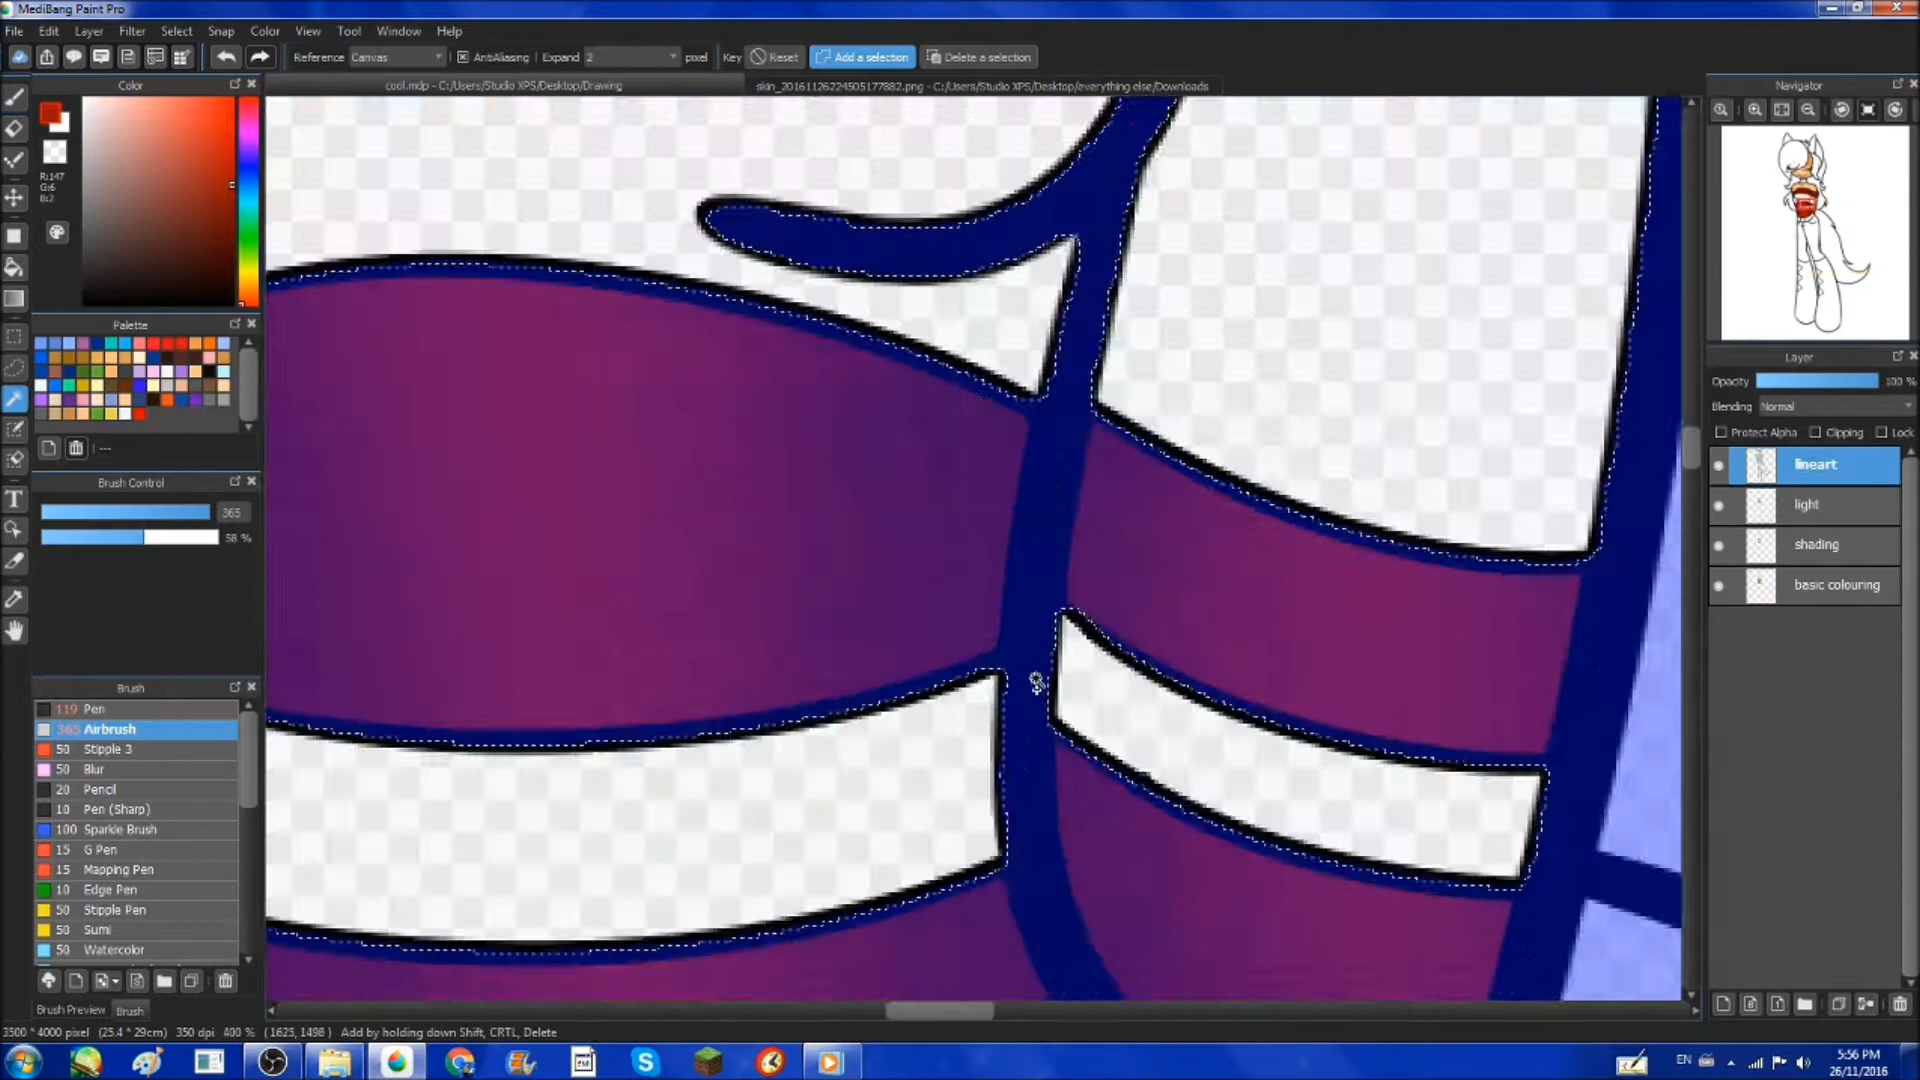 MediBang Paint Pro
File Edit Layer Filter Select Snap Color View Tool Window Help
Reference Canvas AntiAliasing Expand 2 pixel Key Reset Add a selection Delete a selection
Color cool.mdp - C:/Users/Studio XPS/Desktop/Drawing skin_20161126224505177882.png - C:/Users/Studio XPS/Desktop/everything else/Downloads Navigator
R:147
G:6
B:2
Palette
---
Brush Control
365
58 %
Brush
119 Pen
365 Airbrush
50 Stipple 3
50 Blur
20 Pencil
10 Pen (Sharp)
100 Sparkle Brush
15 G Pen
15 Mapping Pen
10 Edge Pen
50 Stipple Pen
50 Sumi
50 Watercolor
Brush Preview Brush
Layer
Opacity 100 %
Blending Normal
Protect Alpha Clipping Lock
lineart
light
shading
basic colouring
3500 * 4000 pixel (25.4 * 29cm) 350 dpi 400 % (1625, 1498) Add by holding down Shift, CRTL, Delete
EN 5:56 PM
26/11/2016